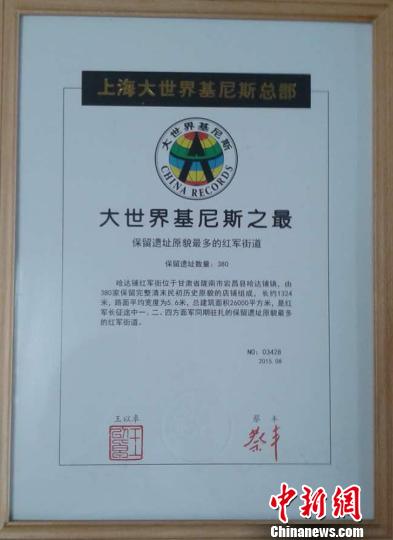 上海大世界基尼斯总部
大世界基尼斯
CHINA RECORDS
大世界基尼斯之最
保留遗址原貌最多的红军街道
保留遗址数量：380
哈达铺红军街位于甘肃省陇南市宕昌县哈达铺镇，由
380家保留完整清末民初历史原貌的店铺组成，长约1324
米，路面平均宽度为5.6米，总建筑面积26000平方米，是红
军长征途中一、二、四方面军同期驻扎的保留遗址原貌最多
的红军街道。
NO：03428
2015.08
王以卓 蔡丰
蔡丰
中新网
www.chinanews.com